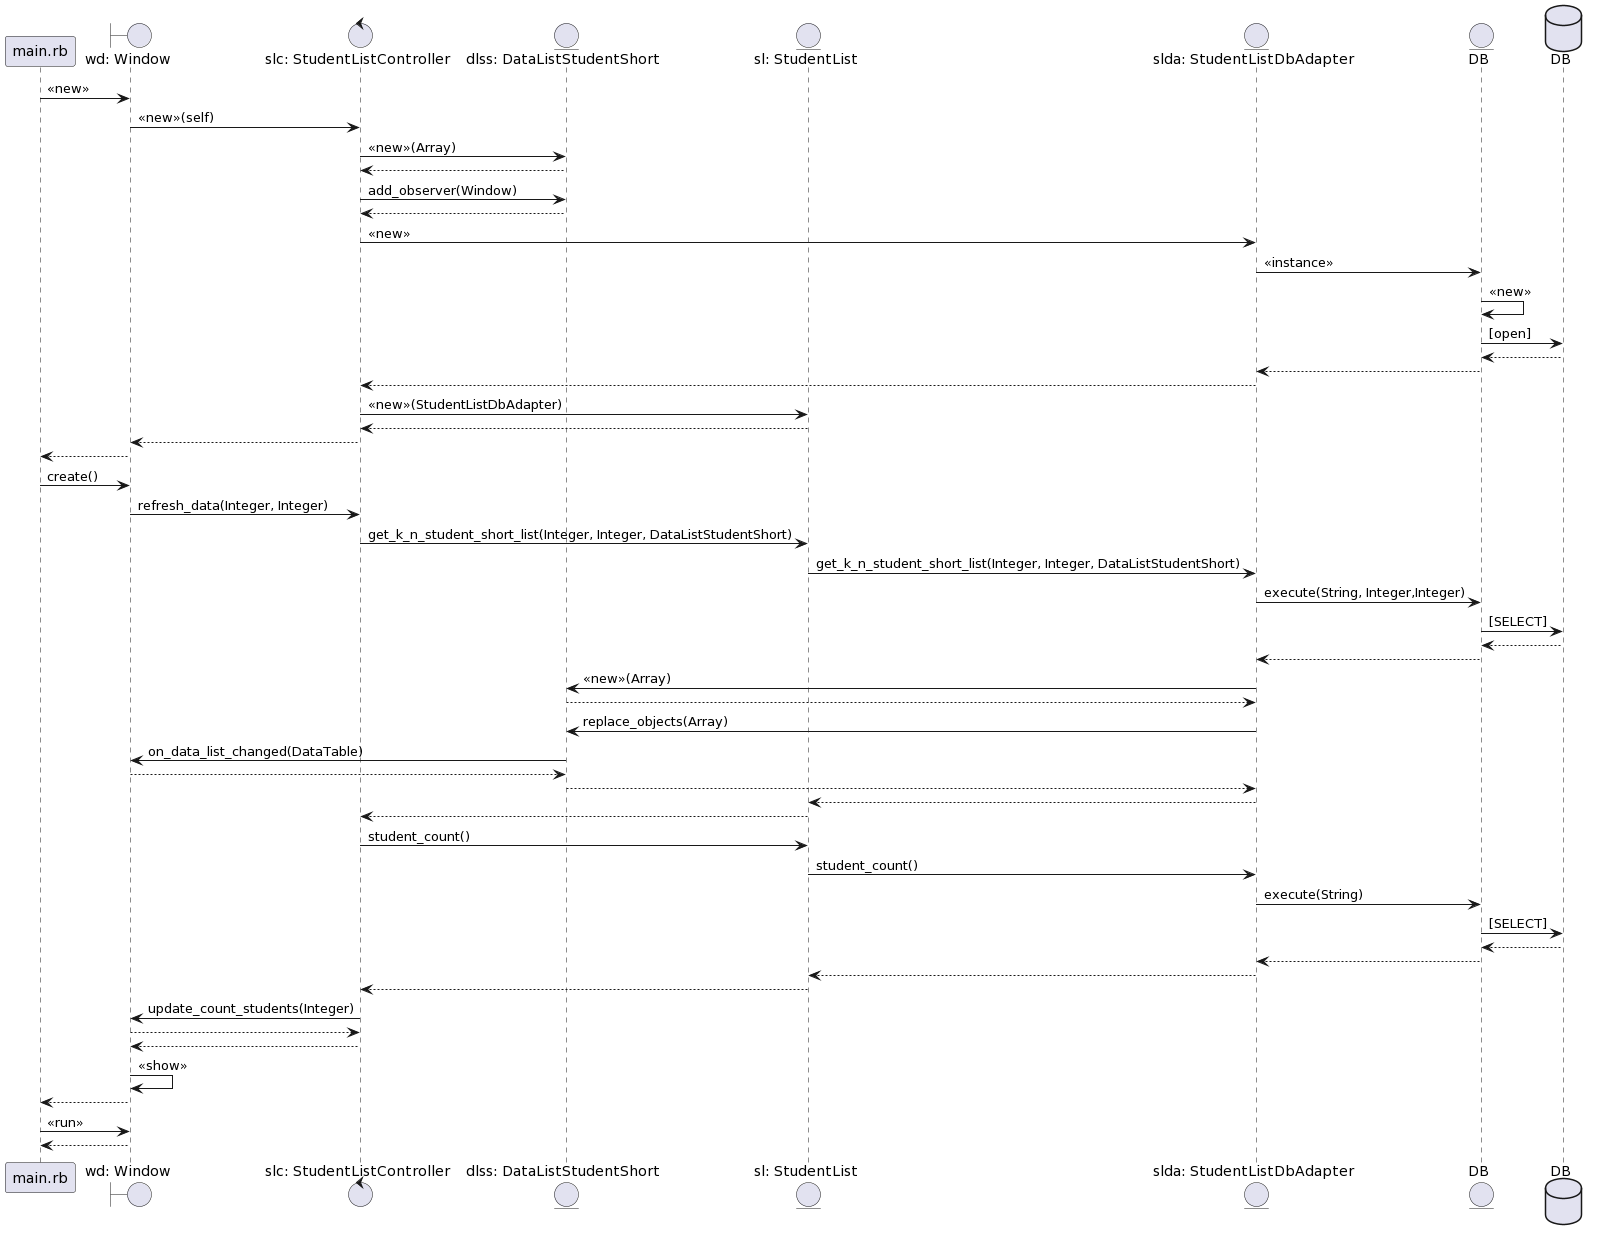 main.rb
wd: Window
slc: StudentListController
dlss: DataListStudentShort
sl: StudentList
slda: StudentListDbAdapter
DB
DB
«new»
«new»(self)
«new»(Array)
add_observer(Window)
«new»
«instance»
«new»
[open]
«new»(StudentListDbAdapter)
create()
refresh_data(Integer, Integer)
get_k_n_student_short_list(Integer, Integer, DataListStudentShort)
get_k_n_student_short_list(Integer, Integer, DataListStudentShort)
execute(String, Integer,Integer)
[SELECT]
«new»(Array)
replace_objects(Array)
on_data_list_changed(DataTable)
student_count()
student_count()
execute(String)
[SELECT]
update_count_students(Integer)
«show»
«run»
main.rb
wd: Window
slc: StudentListController
dlss: DataListStudentShort
sl: StudentList
slda: StudentListDbAdapter
DB
DB